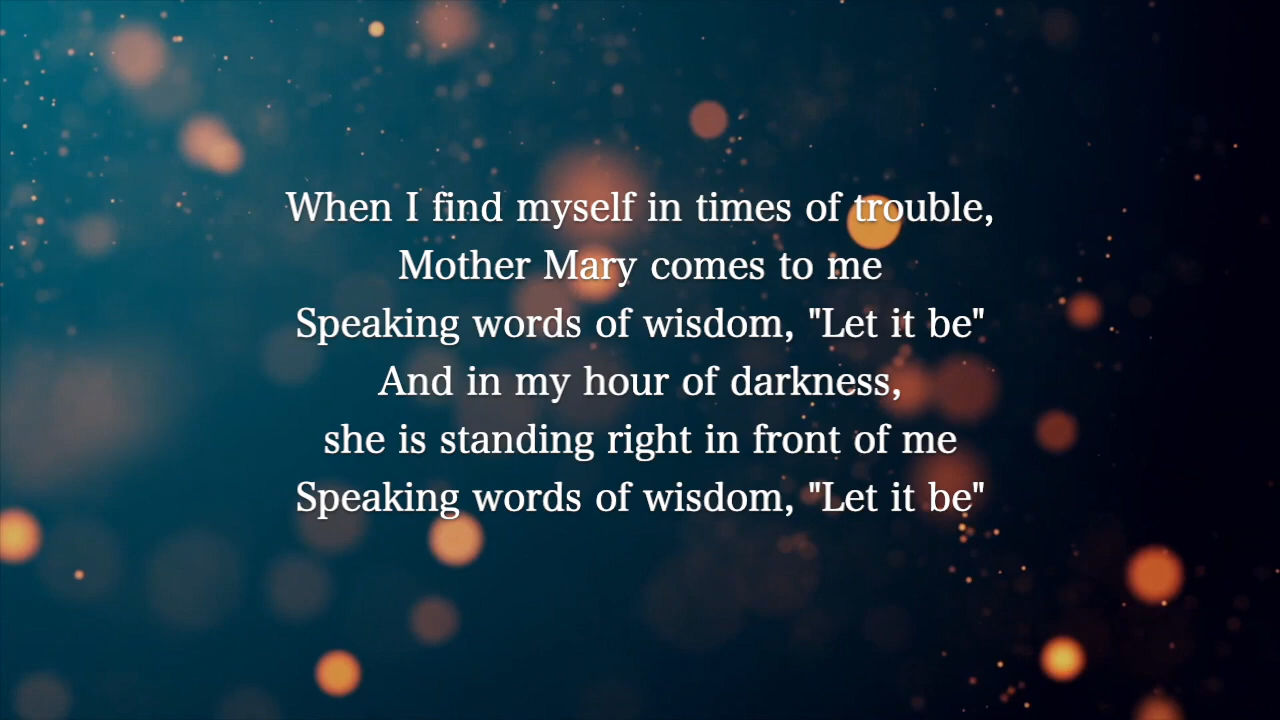 When I find myself in times of trouble,
Mother Mary comes to me
Speaking words of wisdom, "Let it be"
And in my hour of darkness,
she is standing right in front of me
Speaking words of wisdom, "Let it be"